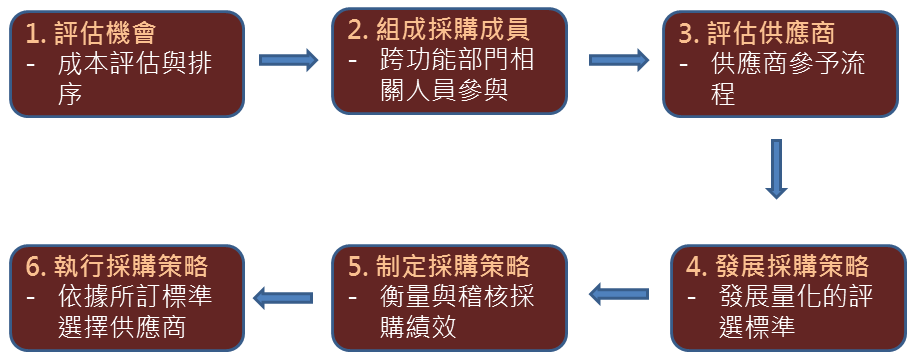 1. 評估機會
- 成本評估與排
序
2. 組成採購成員
- 跨功能部門相
關人員參與
3. 評估供應商
- 供應商參予流
程
4. 發展採購策略
- 發展量化的評
選標準
5. 制定採購策略
- 衡量與稽核採
購績效
6. 執行採購策略
- 依據所訂標準
選擇供應商